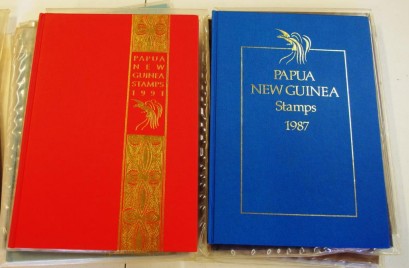 PAPUA
NEW
GUINEA
STAMPS
1991
PAPUA
NEW GUINEA
Stamps
1987